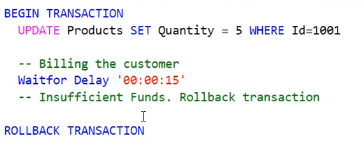 BEGIN TRANSACTION
UPDATE Products SET Quantity = 5 WHERE Id=1001
-- Billing the customer
Waitfor Delay '00:00:15'
-- Insufficient Funds. Rollback transaction
ROLLBACK TRANSACTION